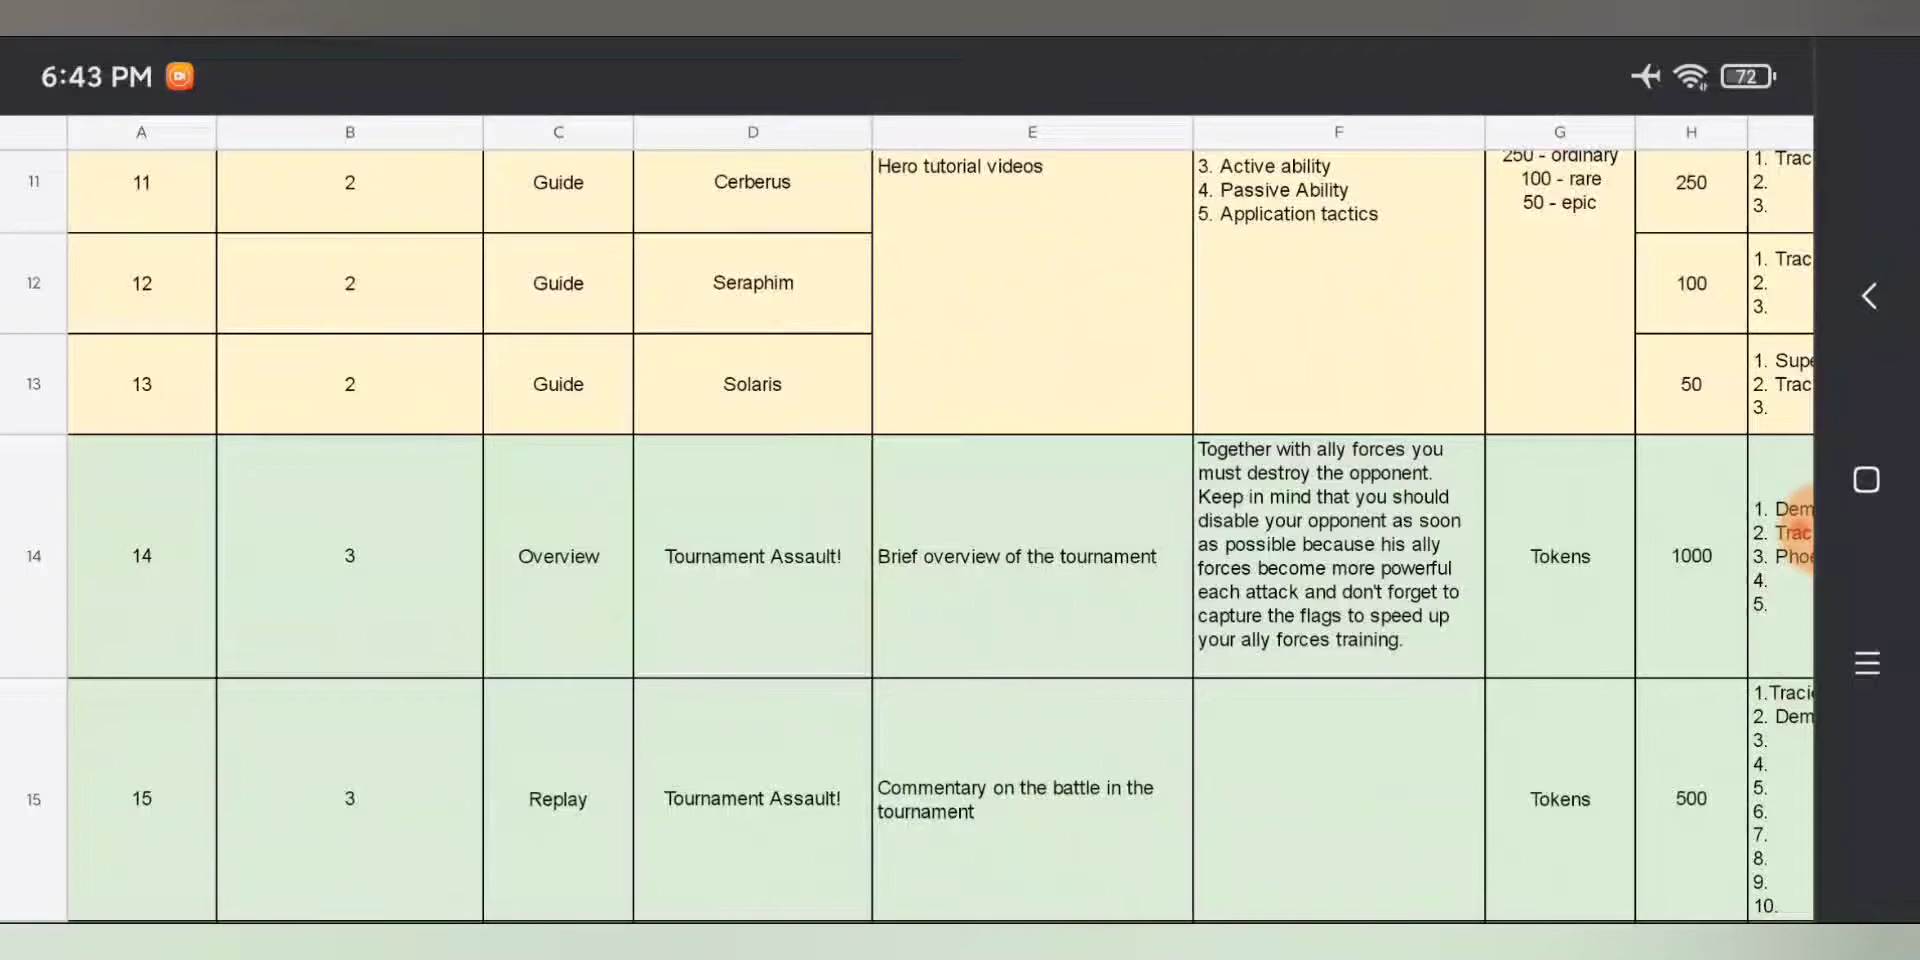 6:43 PM
72
A B C D E F G H
11 11 2 Guide Cerberus
Hero tutorial videos
3. Active ability
4. Passive Ability
5. Application tactics
250 - ordinary
100 - rare
50 - epic
250
1. Trac
2.
3.
12 12 2 Guide Seraphim
100
1. Trac
2.
3.
13 13 2 Guide Solaris
50
1. Supe
2. Trac
3.
14 14 3 Overview Tournament Assault! Brief overview of the tournament
Together with ally forces you
must destroy the opponent.
Keep in mind that you should
disable your opponent as soon
as possible because his ally
forces become more powerful
each attack and don't forget to
capture the flags to speed up
your ally forces training.
Tokens 1000
1. Dem
2. Trac
3. Phoe
4.
5.
15 15 3 Replay Tournament Assault!
Commentary on the battle in the
tournament
Tokens 500
1.Tracie
2. Dem
3.
4.
5.
6.
7.
8.
9.
10.